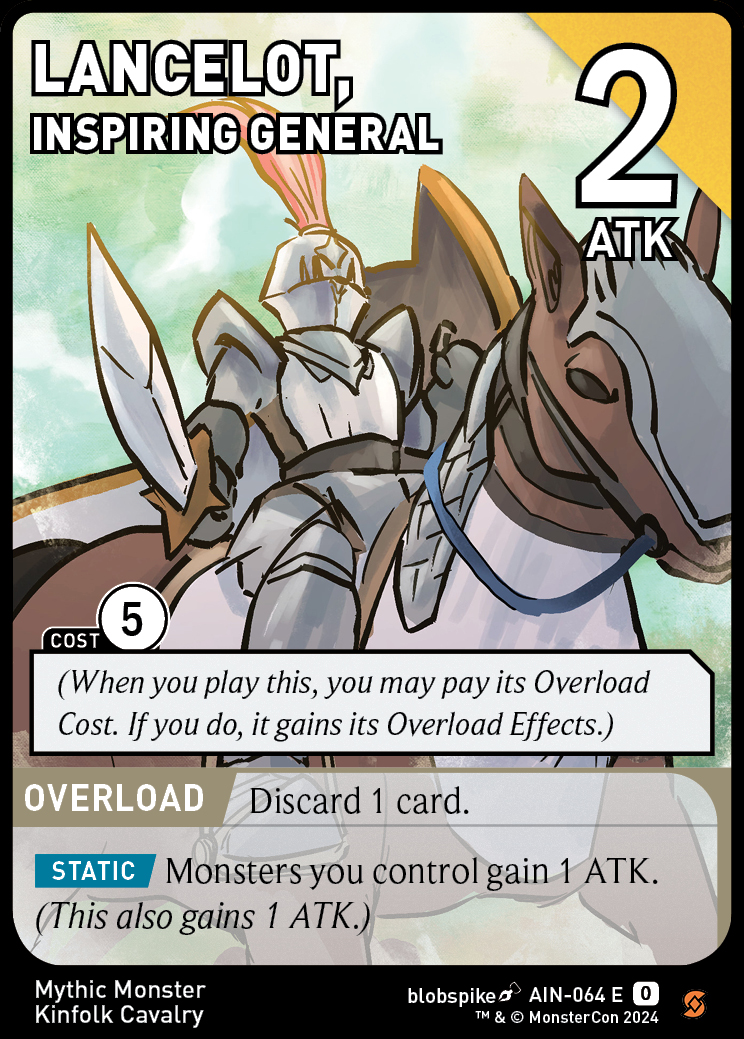 LANCELOT,
INSPIRING GENERAL
2
ATK
COST 5
(When you play this, you may pay its Overload
Cost. If you do, it gains its Overload Effects.)
OVERLOAD Discard 1 card.
STATIC Monsters you control gain 1 ATK.
(This also gains 1 ATK.)
Mythic Monster
Kinfolk Cavalry
blobspike AIN-064 E 0
™ & © MonsterCon 2024